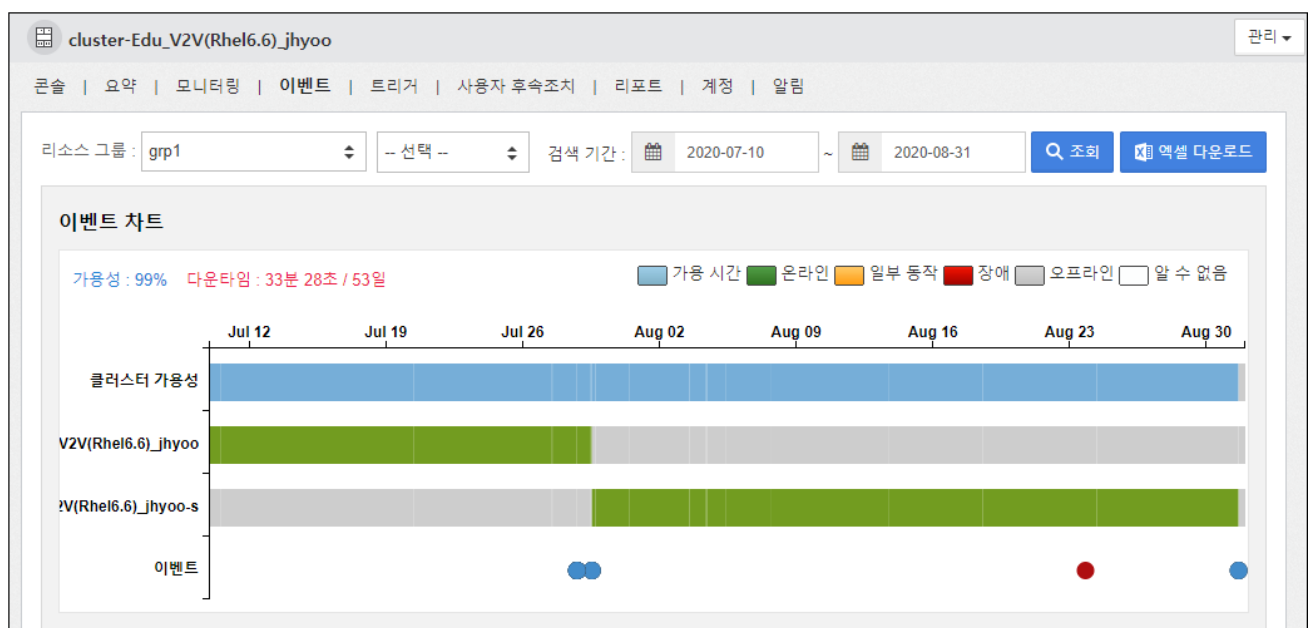 cluster-Edu_V2V(Rhel6.6)_jhyoo
관리
콘솔 | 요약 | 모니터링 | 이벤트 | 트리거 | 사용자 후속조치 | 리포트 | 계정 | 알림
리소스 그룹 : grp1 -- 선택 -- 검색 기간 : 2020-07-10 ~ 2020-08-31 조회 엑셀 다운로드
이벤트 차트
가용성 : 99% 다운타임 : 33분 28초 / 53일 가용 시간 온라인 일부 동작 장애 오프라인 알 수 없음
Jul 12 Jul 19 Jul 26 Aug 02 Aug 09 Aug 16 Aug 23 Aug 30
클러스터 가용성
V2V(Rhel6.6)_jhyoo
2V(Rhel6.6)_jhyoo-s
이벤트